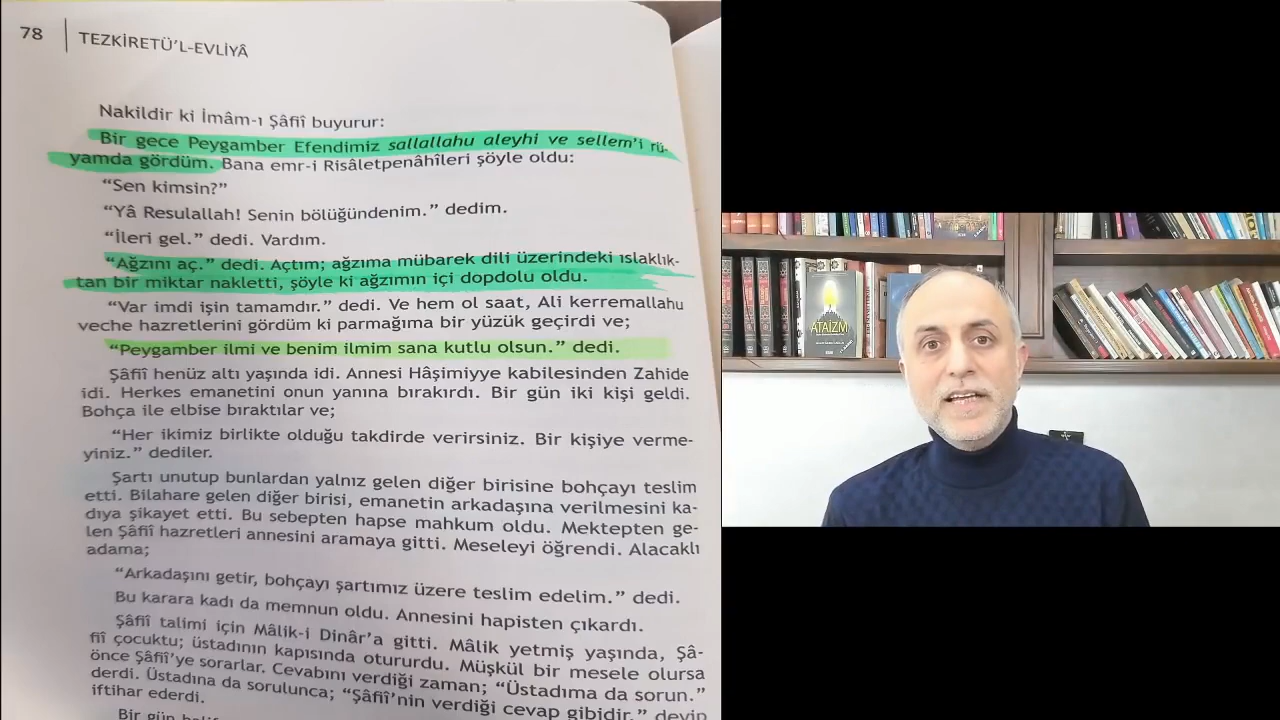 78 TEZKİRETÜ’L-EVLİYÂ
Nakildir ki İmâm-ı Şâfiî buyurur:
Bir gece Peygamber Efendimiz sallallahu aleyhi ve sellem’i rü-
yamda gördüm. Bana emr-i Risâletpenâhîleri şöyle oldu:
“Sen kimsin?”
“Yâ Resulallah! Senin bölüğündenim.” dedim.
“İleri gel.” dedi. Vardım.
“Ağzını aç.” dedi. Açtım; ağzıma mübarek dili üzerindeki ıslaklık-
tan bir miktar nakletti, şöyle ki ağzımın içi dopdolu oldu.
“Var imdi işin tamamdır.” dedi. Ve hem ol saat, Ali kerremallahu
veche hazretlerini gördüm ki parmağıma bir yüzük geçirdi ve;
“Peygamber ilmi ve benim ilmim sana kutlu olsun.” dedi.
Şâfiî henüz altı yaşında idi. Annesi Hâşimiyye kabilesinden Zahide
idi. Herkes emanetini onun yanına bırakırdı. Bir gün iki kişi geldi.
Bohça ile elbise bıraktılar ve;
“Her ikimiz birlikte olduğu takdirde verirsiniz. Bir kişiye verme-
yiniz.” dediler.
Şartı unutup bunlardan yalnız gelen diğer birisine bohçayı teslim
etti. Bilahare gelen diğer birisi, emanetin arkadaşına verilmesini ka-
dıya şikayet etti. Bu sebepten hapse mahkum oldu. Mektepten ge-
len Şâfiî hazretleri annesini aramaya gitti. Meseleyi öğrendi. Alacaklı
adama;
“Arkadaşını getir, bohçayı şartımız üzere teslim edelim.” dedi.
Bu karara kadı da memnun oldu. Annesini hapisten çıkardı.
Şâfiî talimi için Mâlik-i Dinâr’a gitti. Mâlik yetmiş yaşında, Şâ-
fiî çocuktu; üstadının kapısında otururdu. Müşkül bir mesele olursa
önce Şâfiî’ye sorarlar. Cevabını verdiği zaman; “Üstadıma da sorun.”
derdi. Üstadına da sorulunca; “Şâfiî’nin verdiği cevap gibidir.” deyip
iftihar ederdi.
Bir gün
ATAİZM